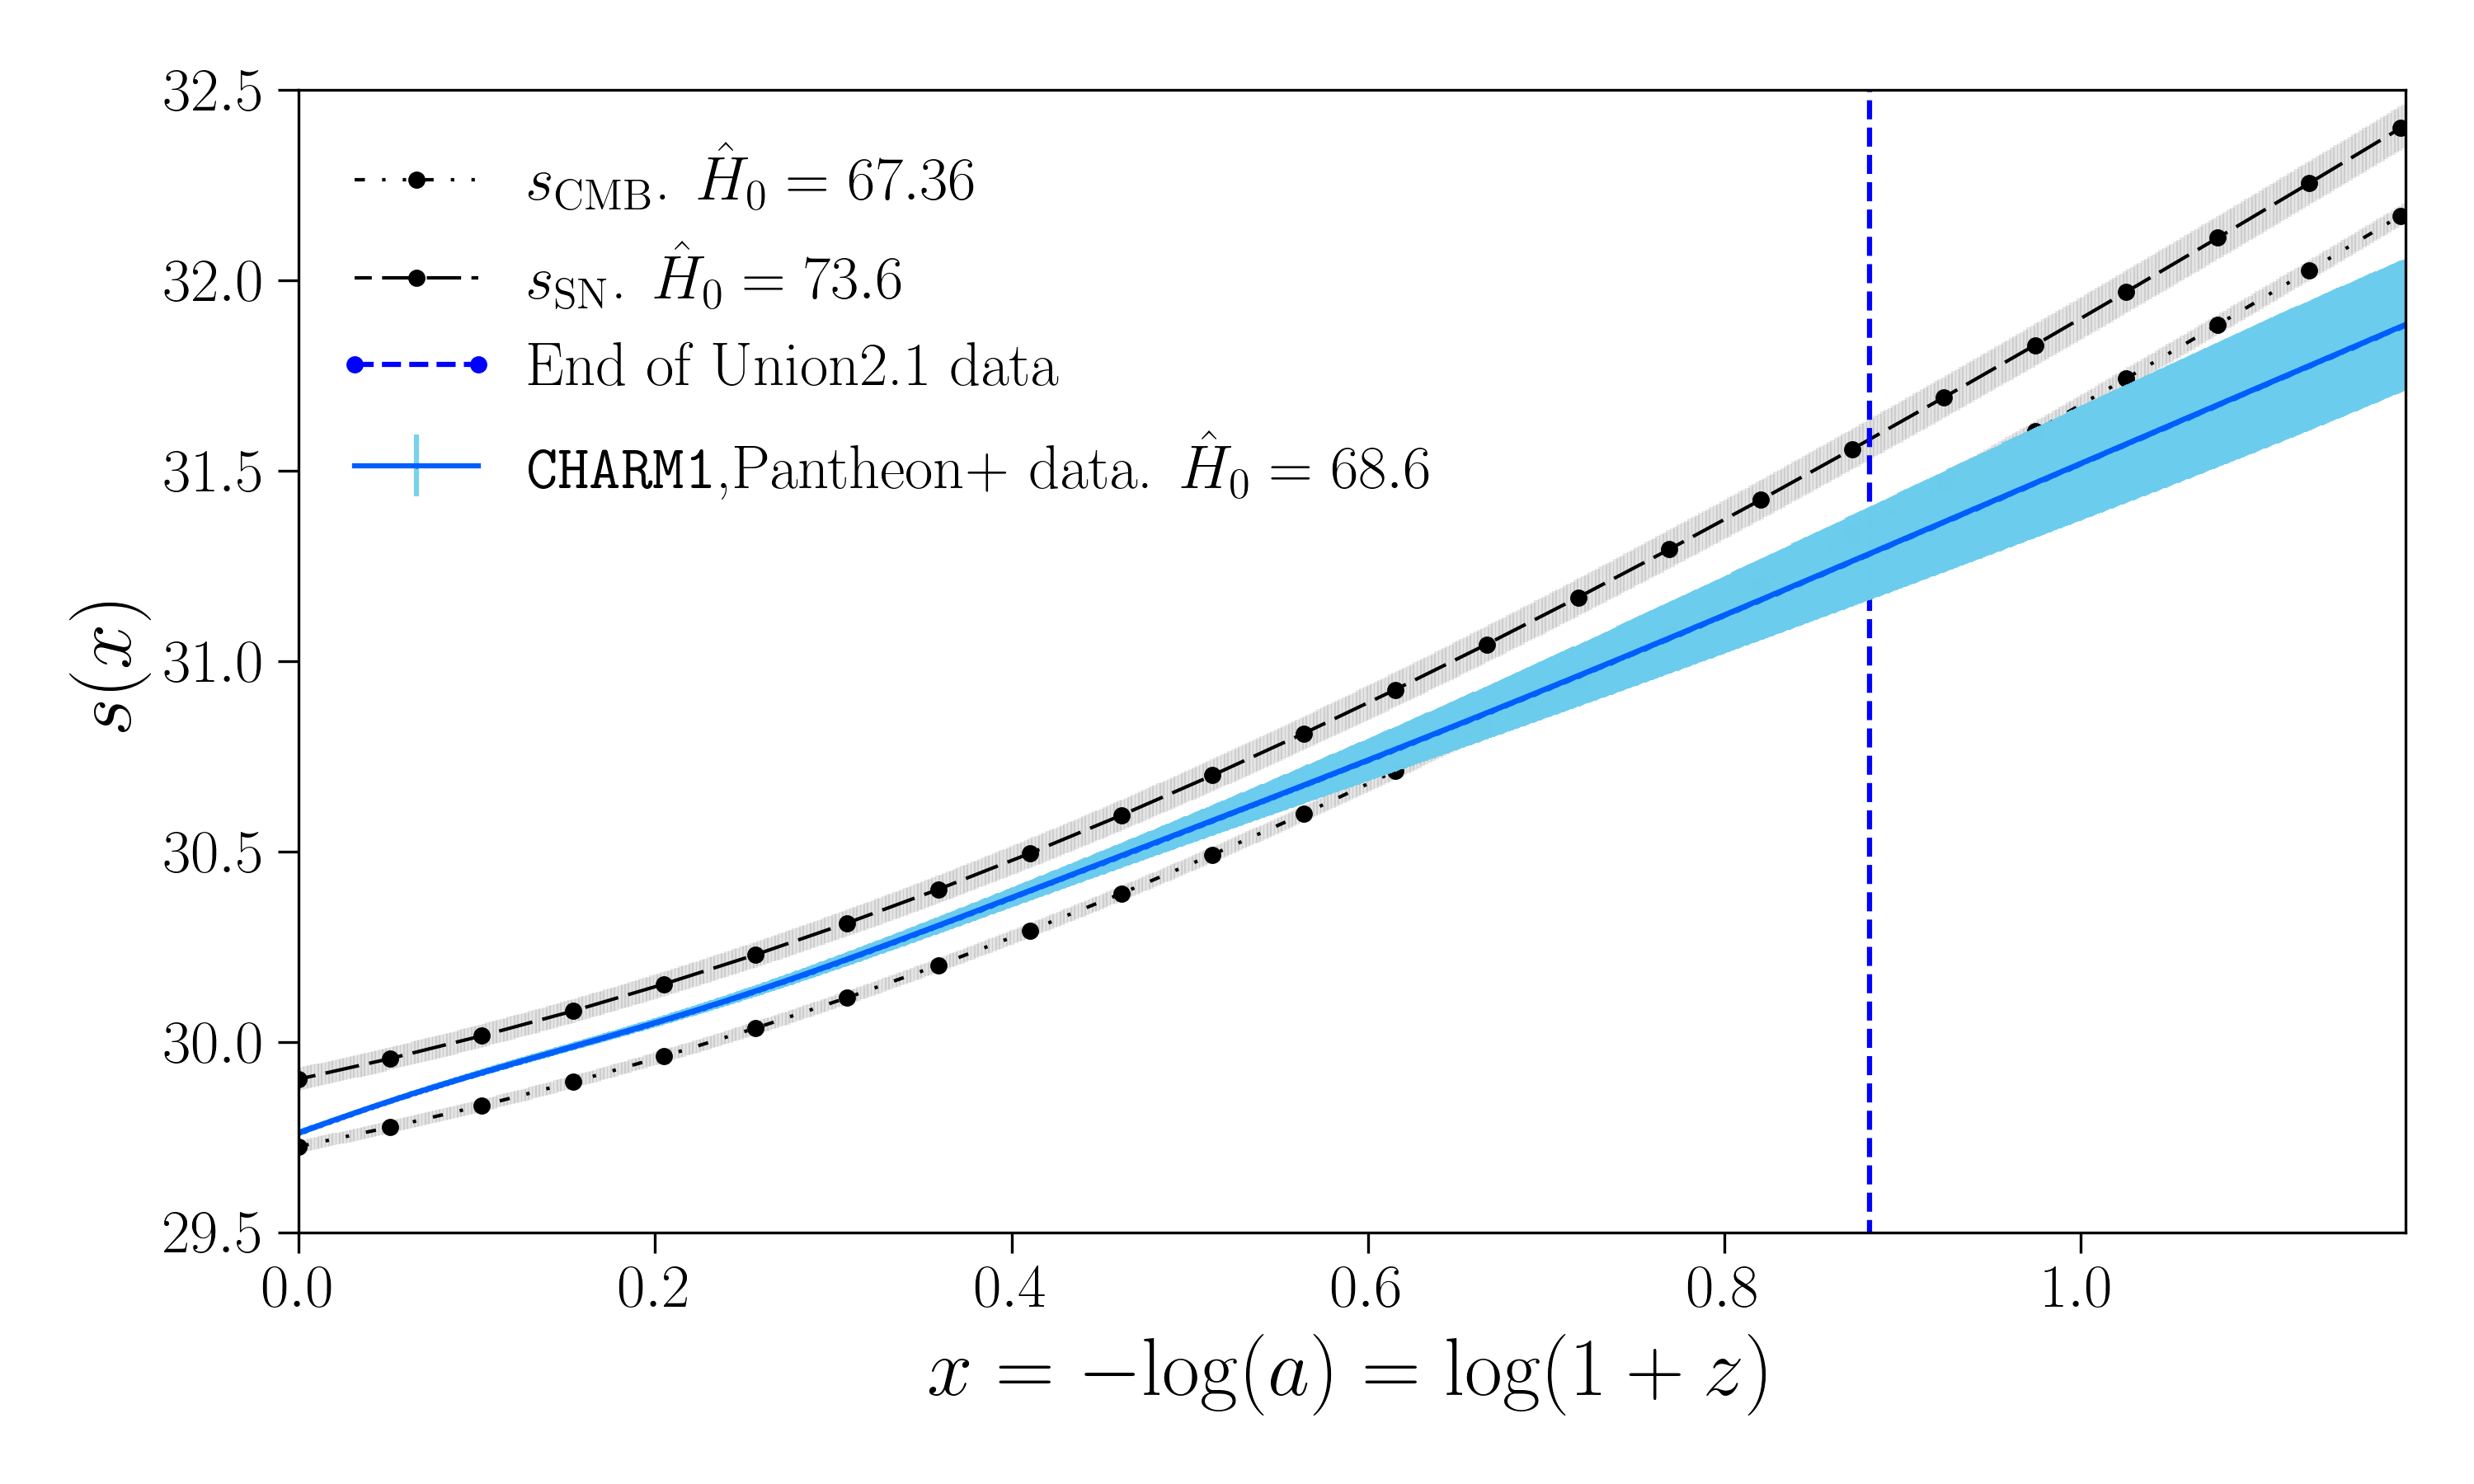 32.5
32.0
31.5
31.0
30.5
30.0
29.5
s(x)
s_CMB. Ĥ_0 = 67.36
s_SN. Ĥ_0 = 73.6
End of Union2.1 data
CHARM1,Pantheon+ data. Ĥ_0 = 68.6
0.0 0.2 0.4 0.6 0.8 1.0
x = −log(a) = log(1 + z)